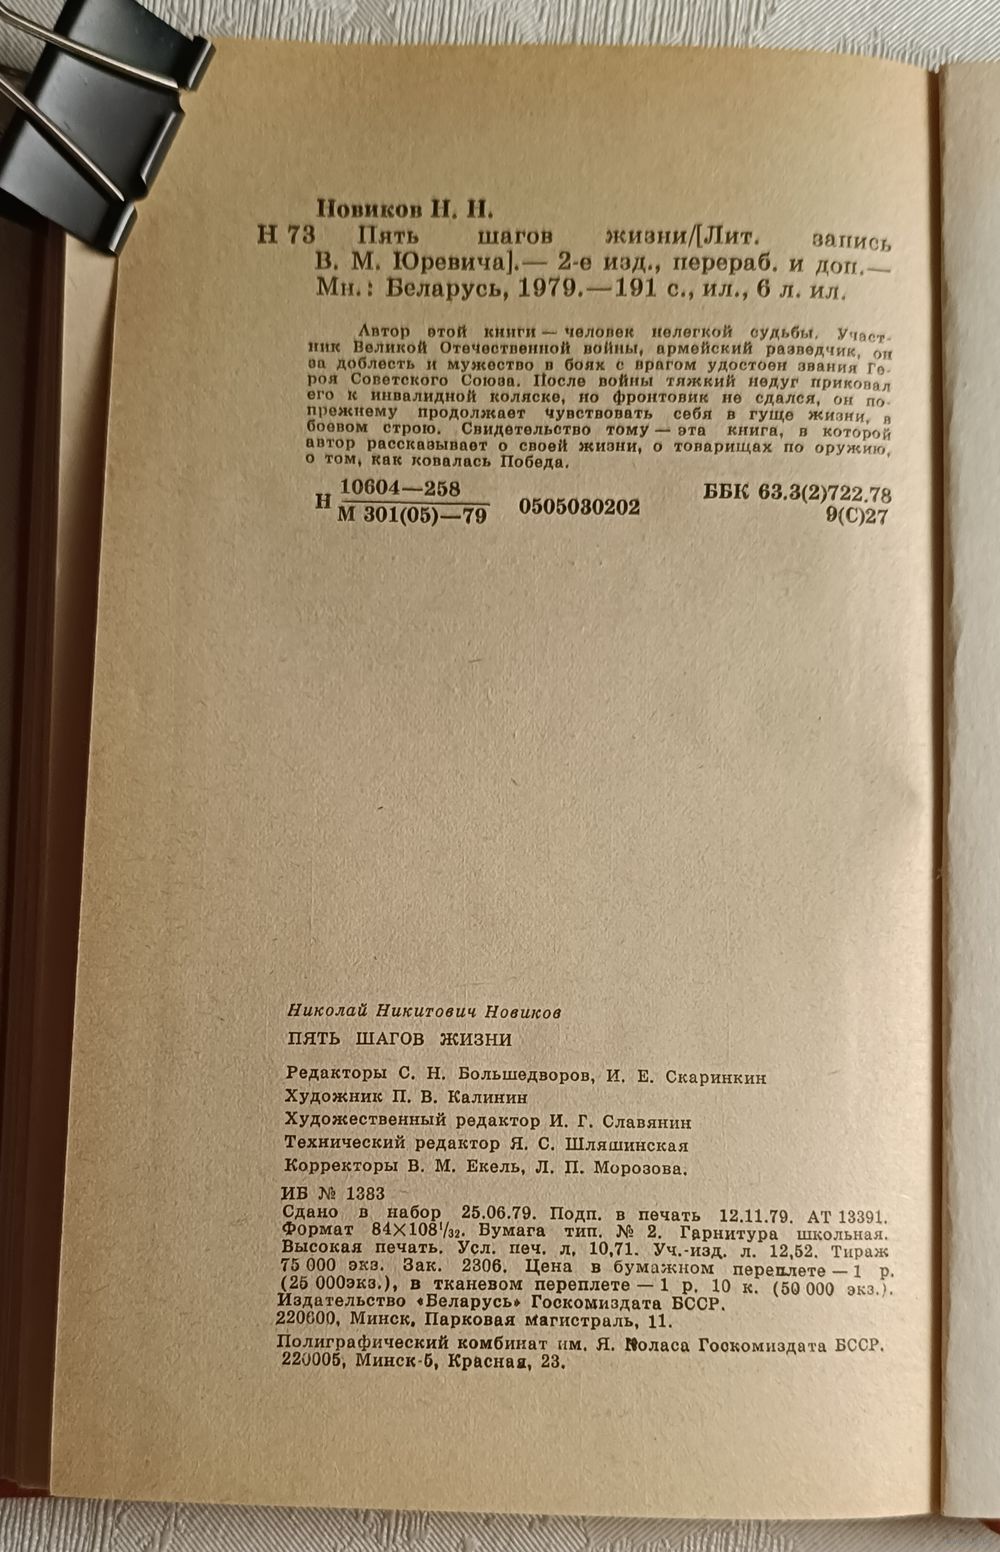 Новиков Н. Н.
Н 73 Пять шагов жизни/[Лит. запись
В. М. Юревича].— 2-е изд., перераб. и доп.—
Мн.: Беларусь, 1979.—191 с., ил., 6 л. ил.
Автор этой книги — человек нелегкой судьбы. Участ-
ник Великой Отечественной войны, армейский разведчик, он
за доблесть и мужество в боях с врагом удостоен звания Ге-
роя Советского Союза. После войны тяжкий недуг приковал
его к инвалидной коляске, но фронтовик не сдался, он по-
прежнему продолжает чувствовать себя в гуще жизни, в
боевом строю. Свидетельство тому — эта книга, в которой
автор рассказывает о своей жизни, о товарищах по оружию,
о том, как ковалась Победа.
Н 10604—258
М 301(05)—79 0505030202 ББК 63.3(2)722.78
9(С)27
Николай Никитович Новиков
ПЯТЬ ШАГОВ ЖИЗНИ
Редакторы С. Н. Большедворов, И. Е. Скаринкин
Художник П. В. Калинин
Художественный редактор И. Г. Славянин
Технический редактор Я. С. Шляшинская
Корректоры В. М. Екель, Л. П. Морозова.
ИБ № 1383
Сдано в набор 25.06.79. Подп. в печать 12.11.79. АТ 13391.
Формат 84×108¹/₃₂. Бумага тип. № 2. Гарнитура школьная.
Высокая печать. Усл. печ. л. 10,71. Уч.-изд. л. 12,52. Тираж
75 000 экз. Зак. 2306. Цена в бумажном переплете — 1 р.
(25 000экз.), в тканевом переплете — 1 р. 10 к. (50 000 экз.).
Издательство «Беларусь» Госкомиздата БССР.
220600, Минск, Парковая магистраль, 11.
Полиграфический комбинат им. Я. Коласа Госкомиздата БССР.
220005, Минск-5, Красная, 23.